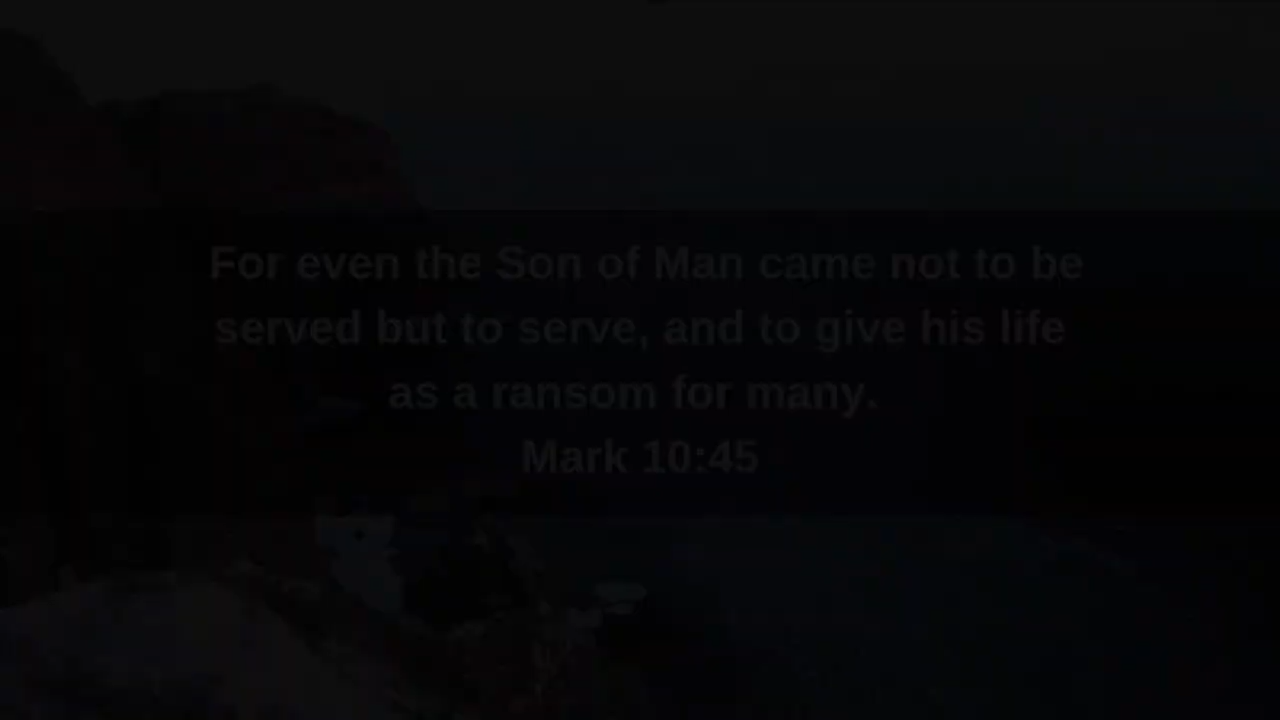 For even the Son of Man came not to be
served but to serve, and to give his life
as a ransom for many.
Mark 10:45